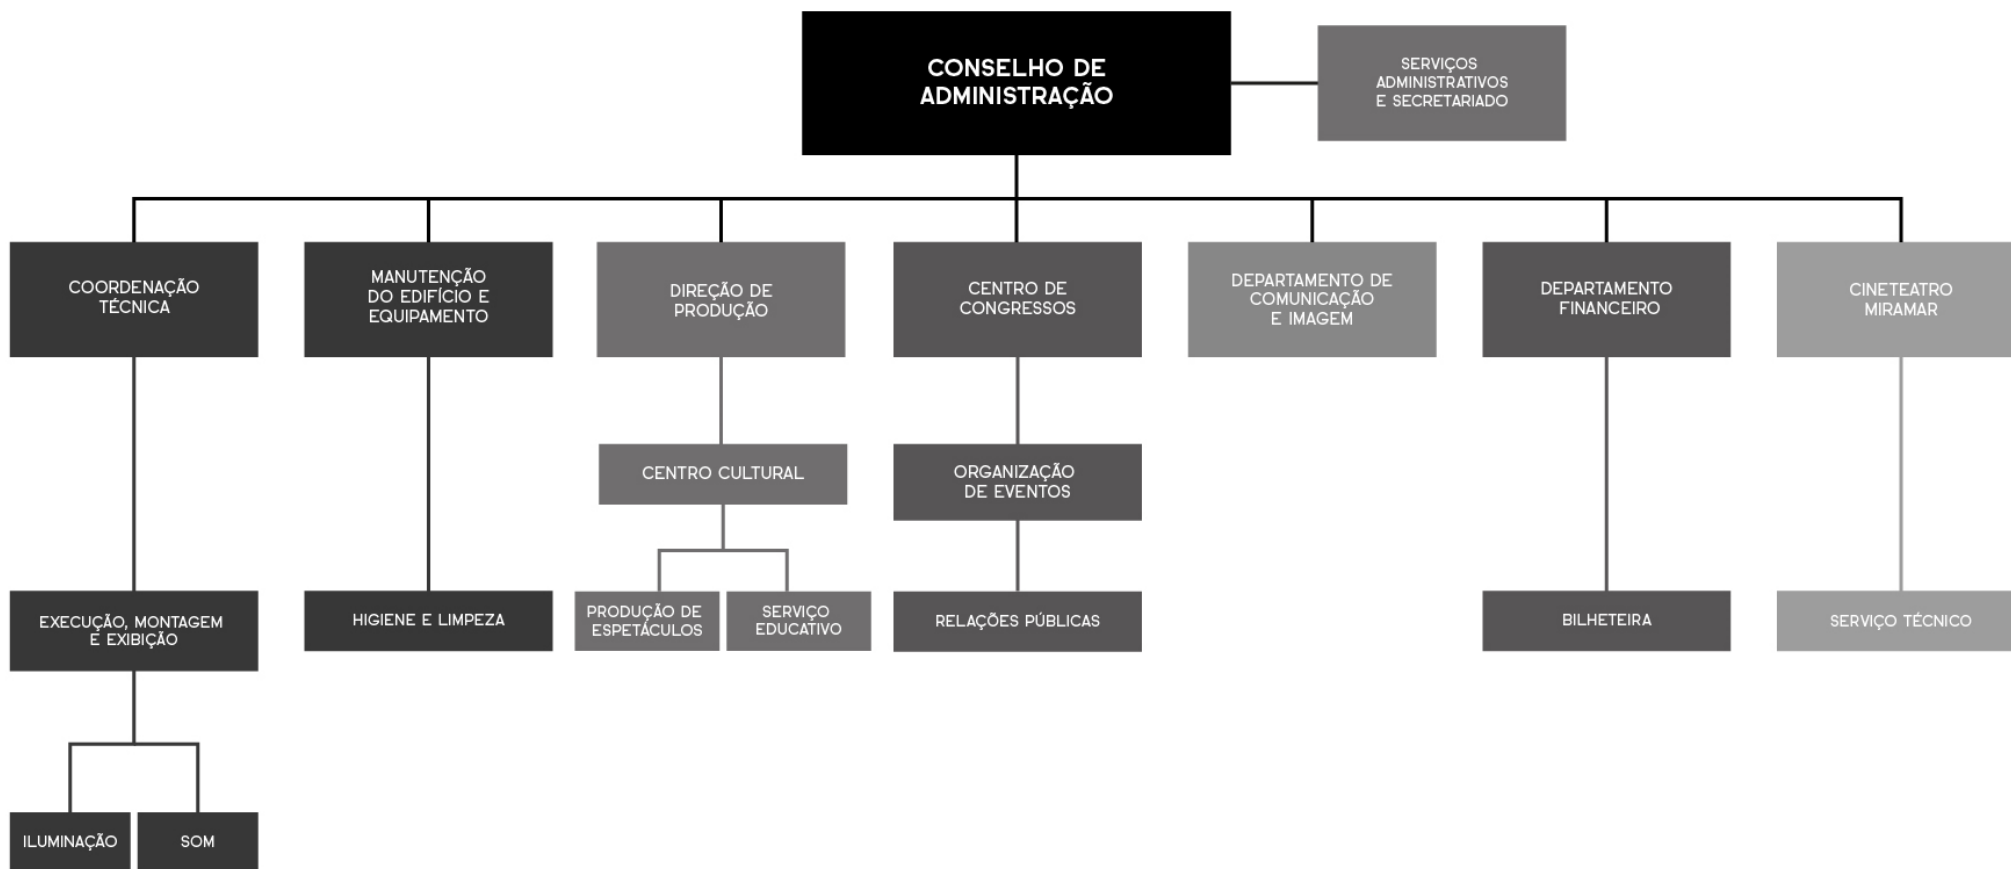 CONSELHO DE
ADMINISTRAÇÃO
SERVIÇOS
ADMINISTRATIVOS
E SECRETARIADO
COORDENAÇÃO
TÉCNICA
MANUTENÇÃO
DO EDIFÍCIO E
EQUIPAMENTO
DIREÇÃO DE
PRODUÇÃO
CENTRO DE
CONGRESSOS
DEPARTAMENTO DE
COMUNICAÇÃO
E IMAGEM
DEPARTAMENTO
FINANCEIRO
CINETEATRO
MIRAMAR
CENTRO CULTURAL
ORGANIZAÇÃO
DE EVENTOS
EXECUÇÃO, MONTAGEM
E EXIBIÇÃO
HIGIENE E LIMPEZA
PRODUÇÃO DE
ESPETÁCULOS
SERVIÇO
EDUCATIVO
RELAÇÕES PÚBLICAS
BILHETEIRA
SERVIÇO TÉCNICO
ILUMINAÇÃO
SOM